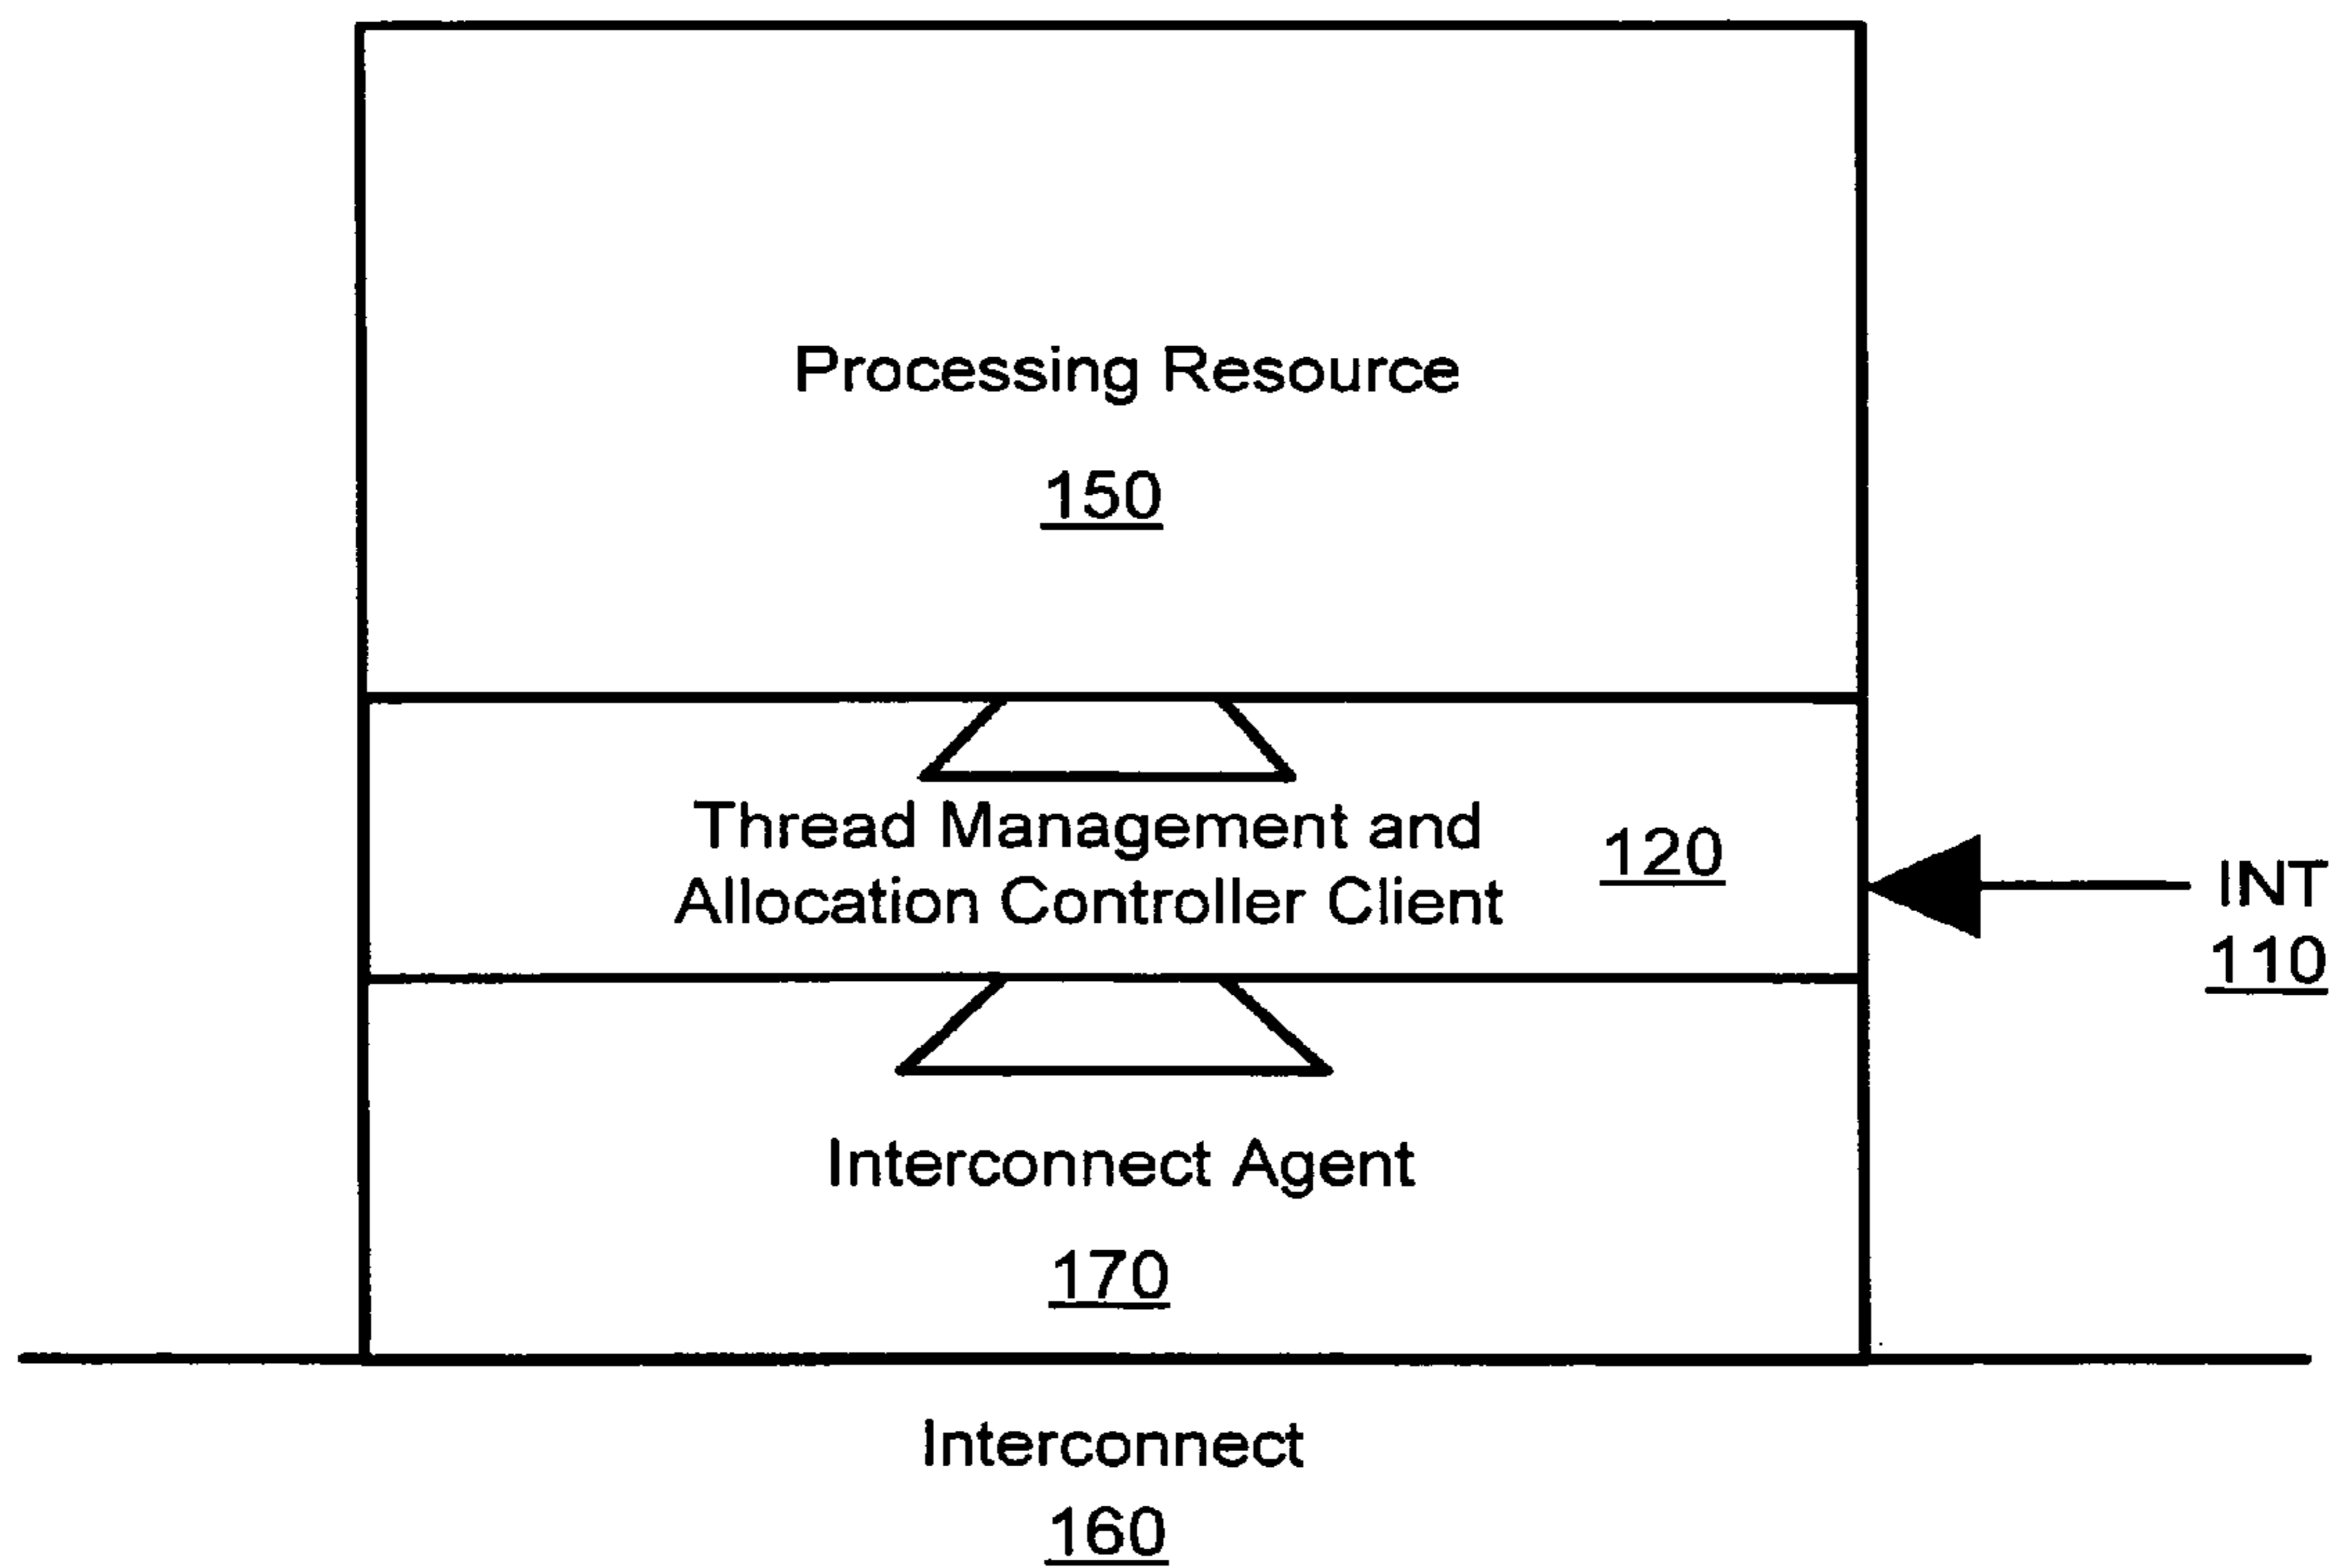 Processing Resource
150
Thread Management and
Allocation Controller Client
120
INT
110
Interconnect Agent
170
Interconnect
160